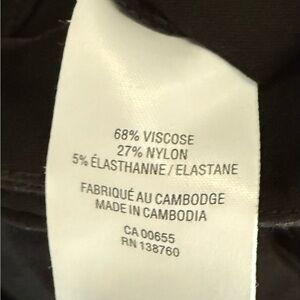 68% VISCOSE
27% NYLON
5% ÉLASTHANNE / ELASTANE
FABRIQUÉ AU CAMBODGE
MADE IN CAMBODIA
CA 00655
RN 138760